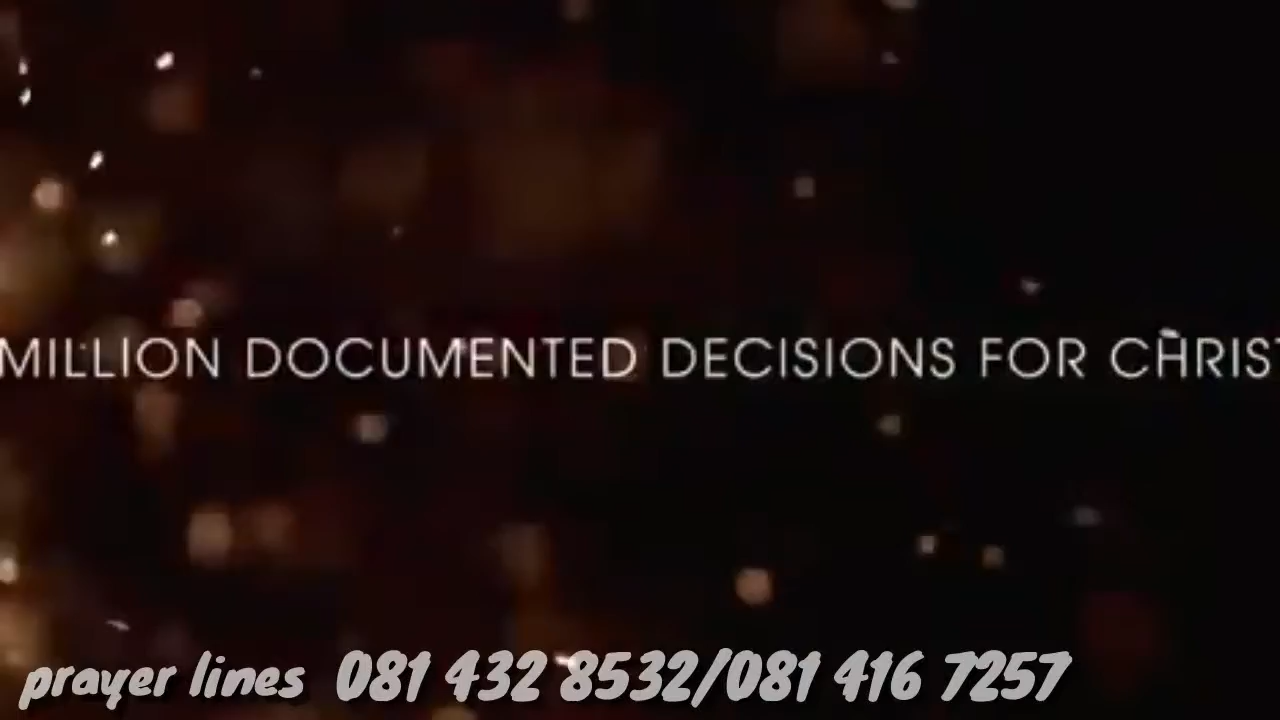 MILLION DOCUMENTED DECISIONS FOR CHRIST
prayer lines 081 432 8532/081 416 7257